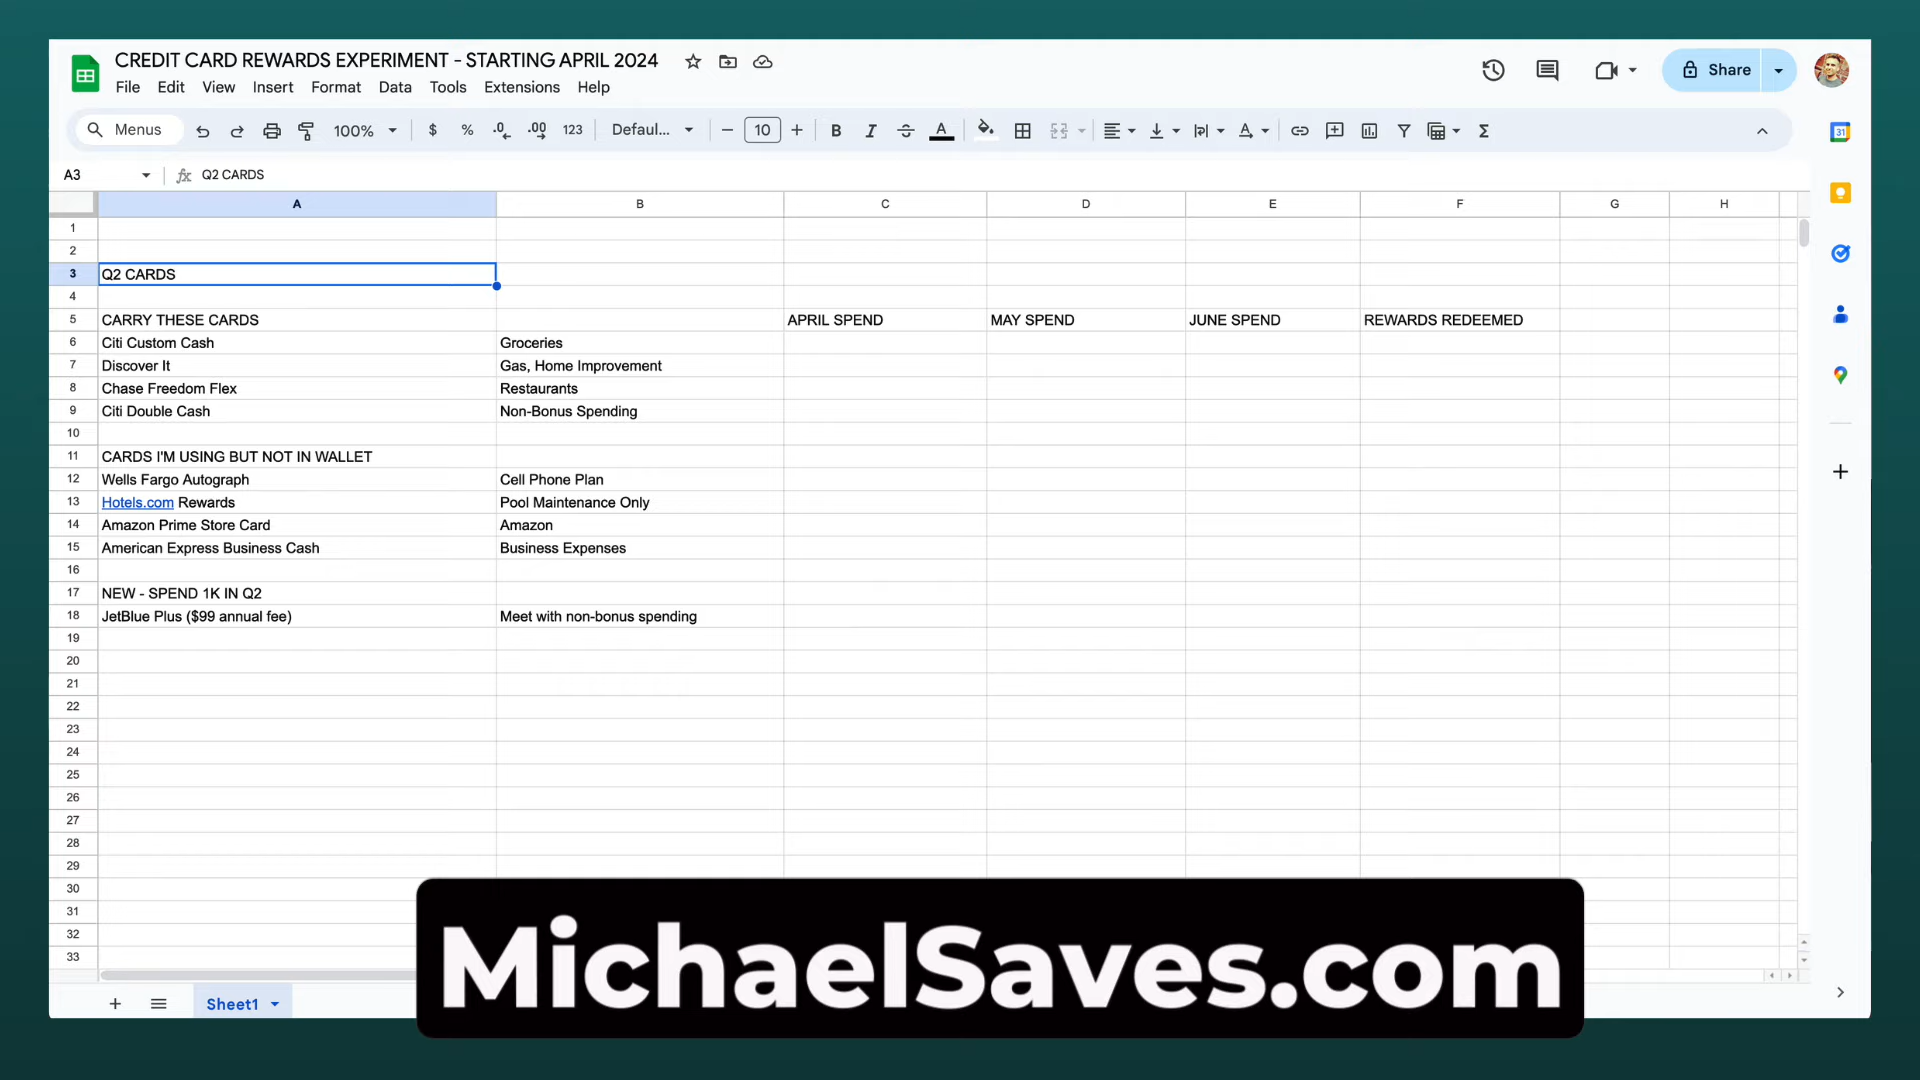 CREDIT CARD REWARDS EXPERIMENT - STARTING APRIL 2024
File Edit View Insert Format Data Tools Extensions Help
Share
Menus 100% $ % .0 .00 123 Defaul... 10 B I A Σ
31
A3 fx Q2 CARDS
A B C D E F G H
1
2
3 Q2 CARDS
4
5 CARRY THESE CARDS APRIL SPEND MAY SPEND JUNE SPEND REWARDS REDEEMED
6 Citi Custom Cash Groceries
7 Discover It Gas, Home Improvement
8 Chase Freedom Flex Restaurants
9 Citi Double Cash Non-Bonus Spending
10
11 CARDS I'M USING BUT NOT IN WALLET
12 Wells Fargo Autograph Cell Phone Plan
13 Hotels.com Rewards Pool Maintenance Only
14 Amazon Prime Store Card Amazon
15 American Express Business Cash Business Expenses
16
17 NEW - SPEND 1K IN Q2
18 JetBlue Plus ($99 annual fee) Meet with non-bonus spending
19
20
21
22
23
24
25
26
27
28
29
30
31
32
33
MichaelSaves.com
Sheet1